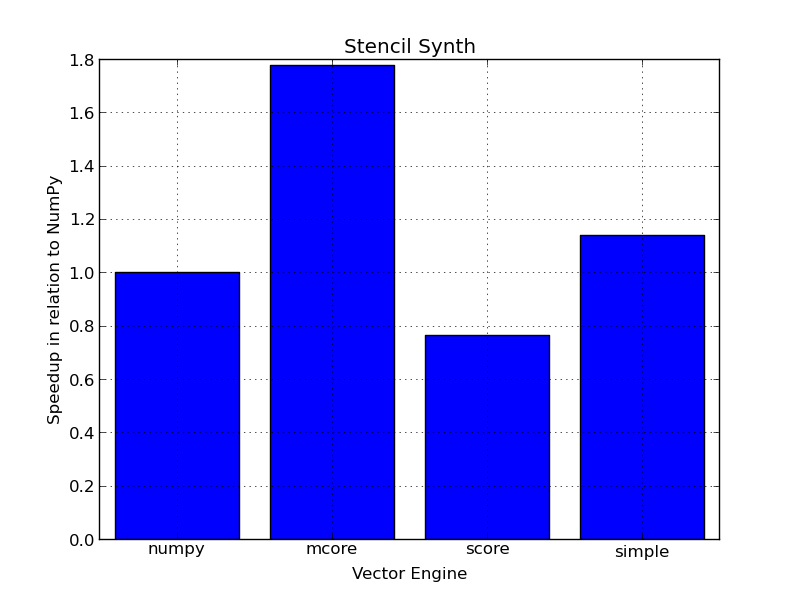 Stencil Synth
Speedup in relation to NumPy
1.8
1.6
1.4
1.2
1.0
0.8
0.6
0.4
0.2
0.0
numpy mcore score simple
Vector Engine